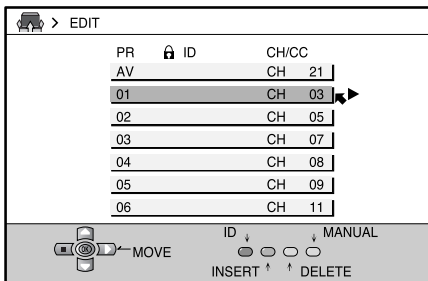 > EDIT
PR ID CH/CC
AV CH 21
01 CH 03
02 CH 05
03 CH 07
04 CH 08
05 CH 09
06 CH 11
OK MOVE
ID MANUAL
INSERT DELETE